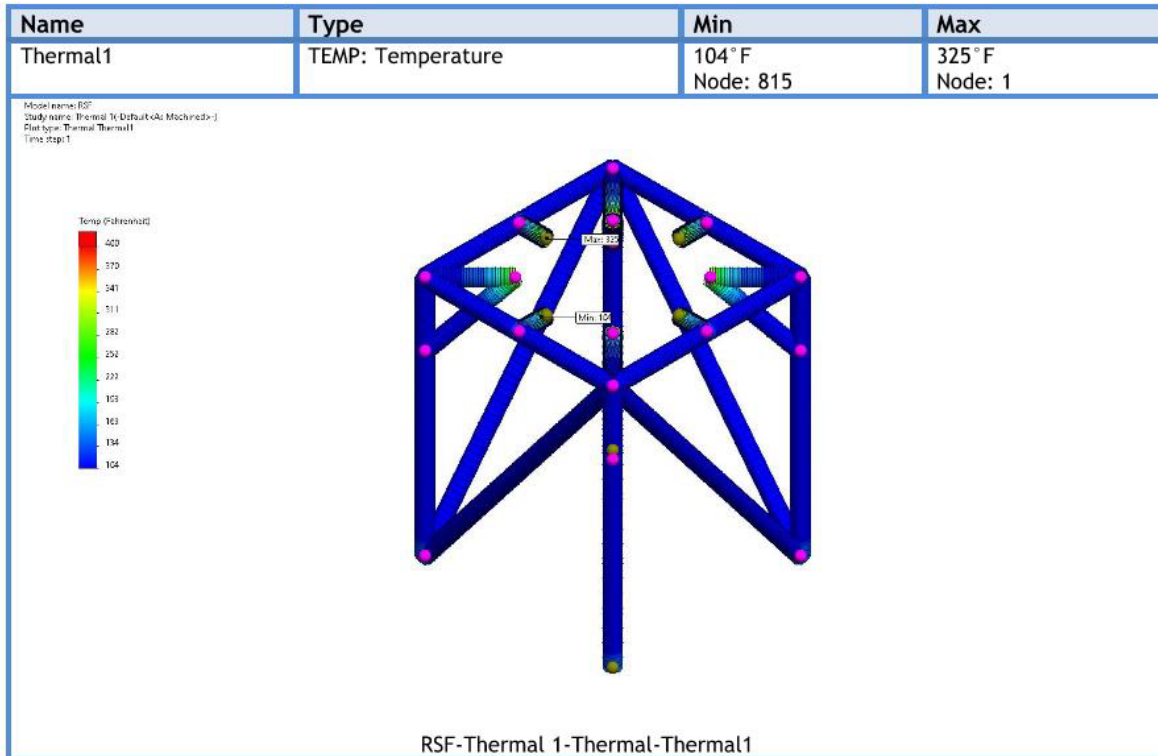 Name Type Min Max
Thermal1 TEMP: Temperature 104°F 325°F
Node: 815 Node: 1
Model name: RSF
Study name: Thermal 1(-Default<As Machined>-)
Plot type: Thermal Thermal1
Time step: 1
Temp (Fahrenheit)
400
370
341
311
282
252
223
193
163
134
104
Max: 325
Min: 104
RSF-Thermal 1-Thermal-Thermal1